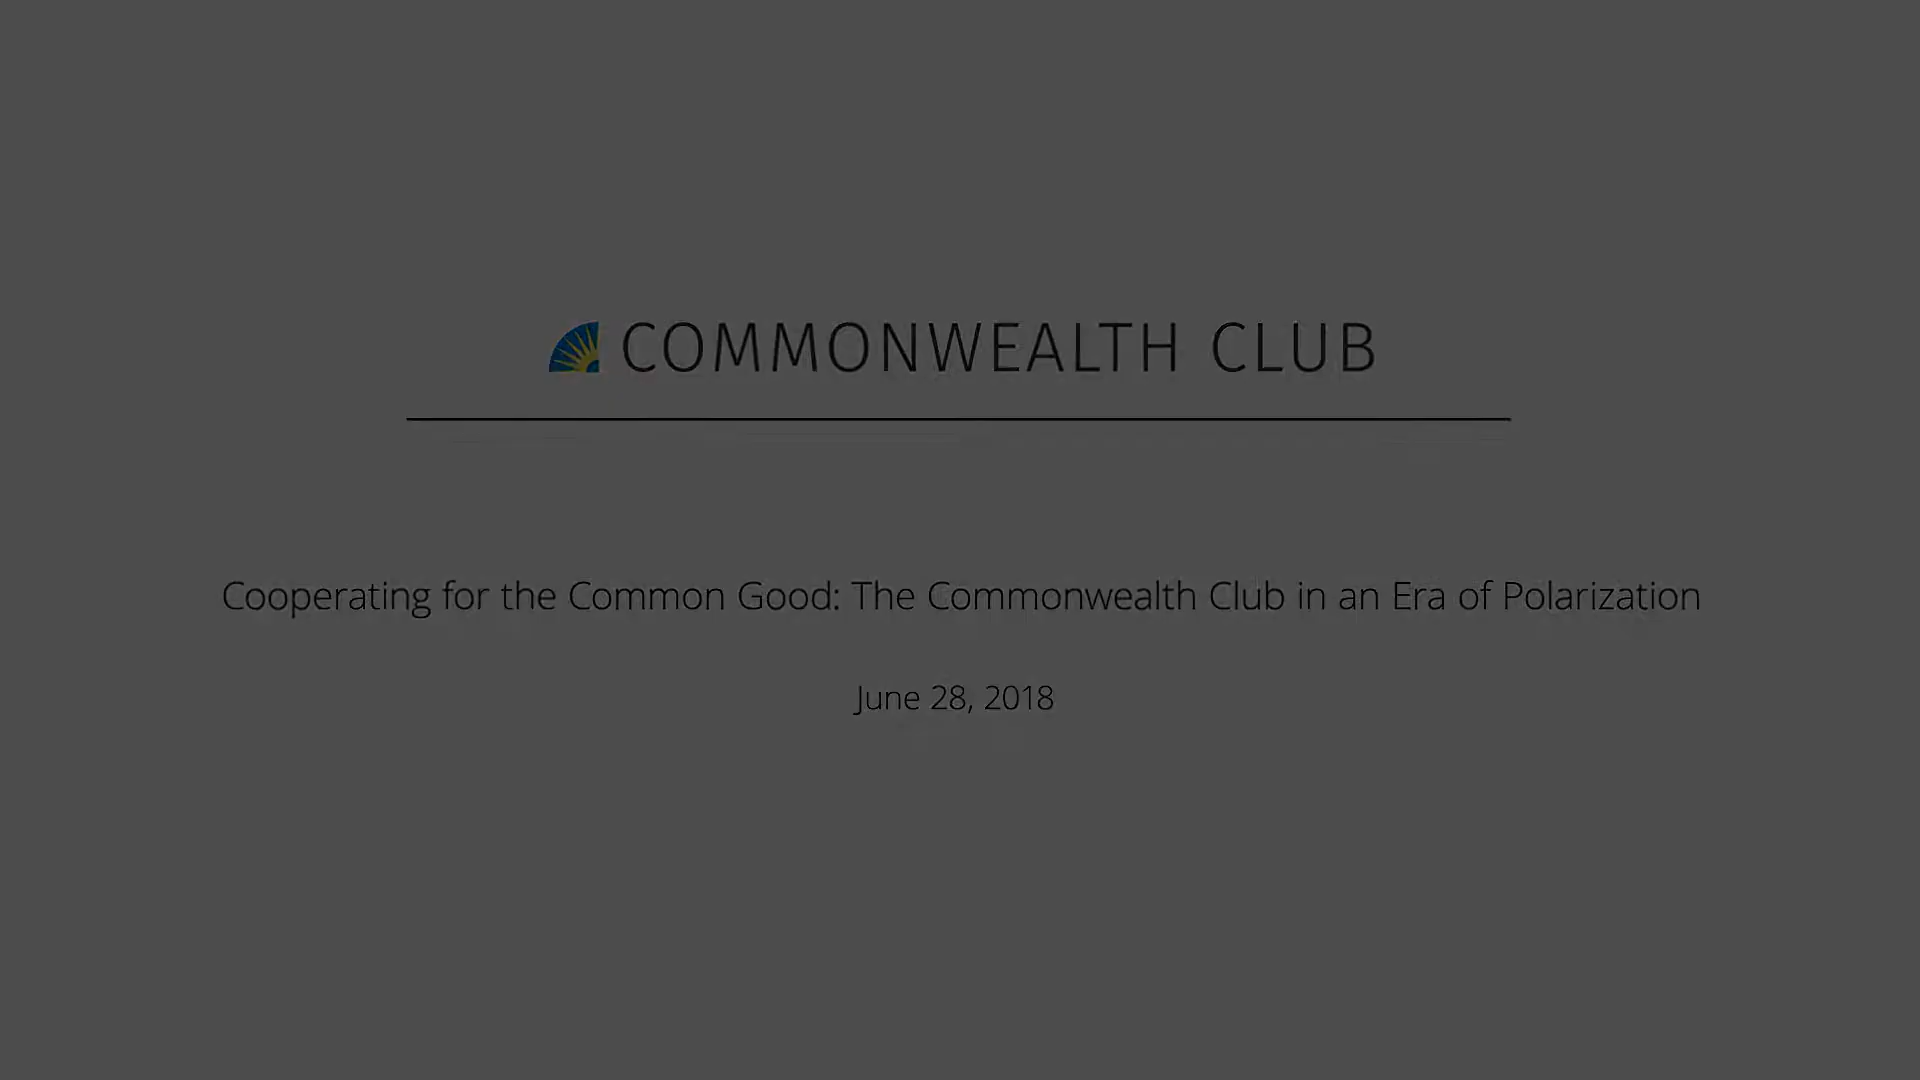 COMMONWEALTH CLUB
Cooperating for the Common Good: The Commonwealth Club in an Era of Polarization
June 28, 2018